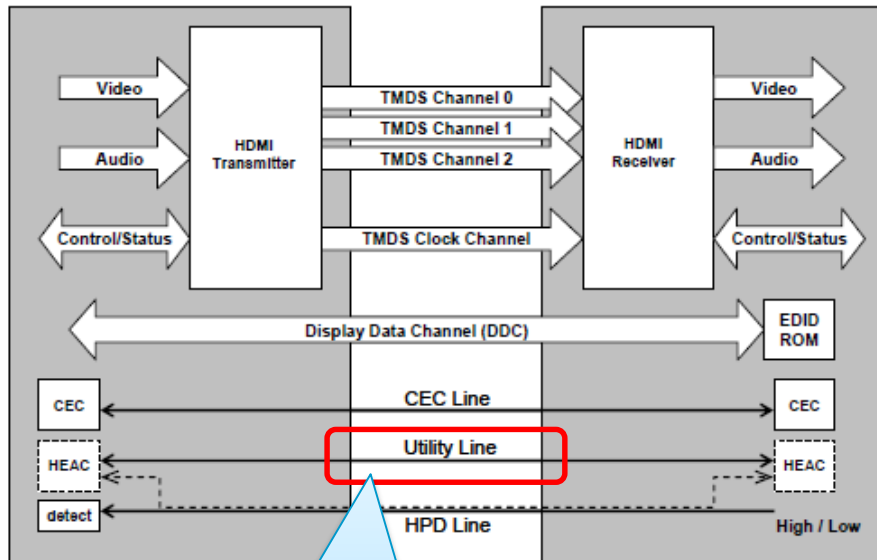 Video
TMDS Channel 0
Video
TMDS Channel 1
HDMI
Transmitter
HDMI
Receiver
Audio
TMDS Channel 2
Audio
Control/Status
TMDS Clock Channel
Control/Status
Display Data Channel (DDC)
EDID
ROM
CEC
CEC Line
CEC
HEAC
Utility Line
HEAC
detect
HPD Line
High / Low